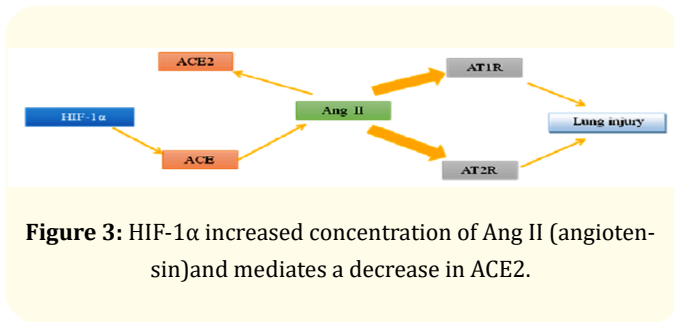 ACE2
AT1R
HIF-1α
Ang II
Lung injury
ACE
AT2R
Figure 3: HIF-1α increased concentration of Ang II (angioten-
sin)and mediates a decrease in ACE2.